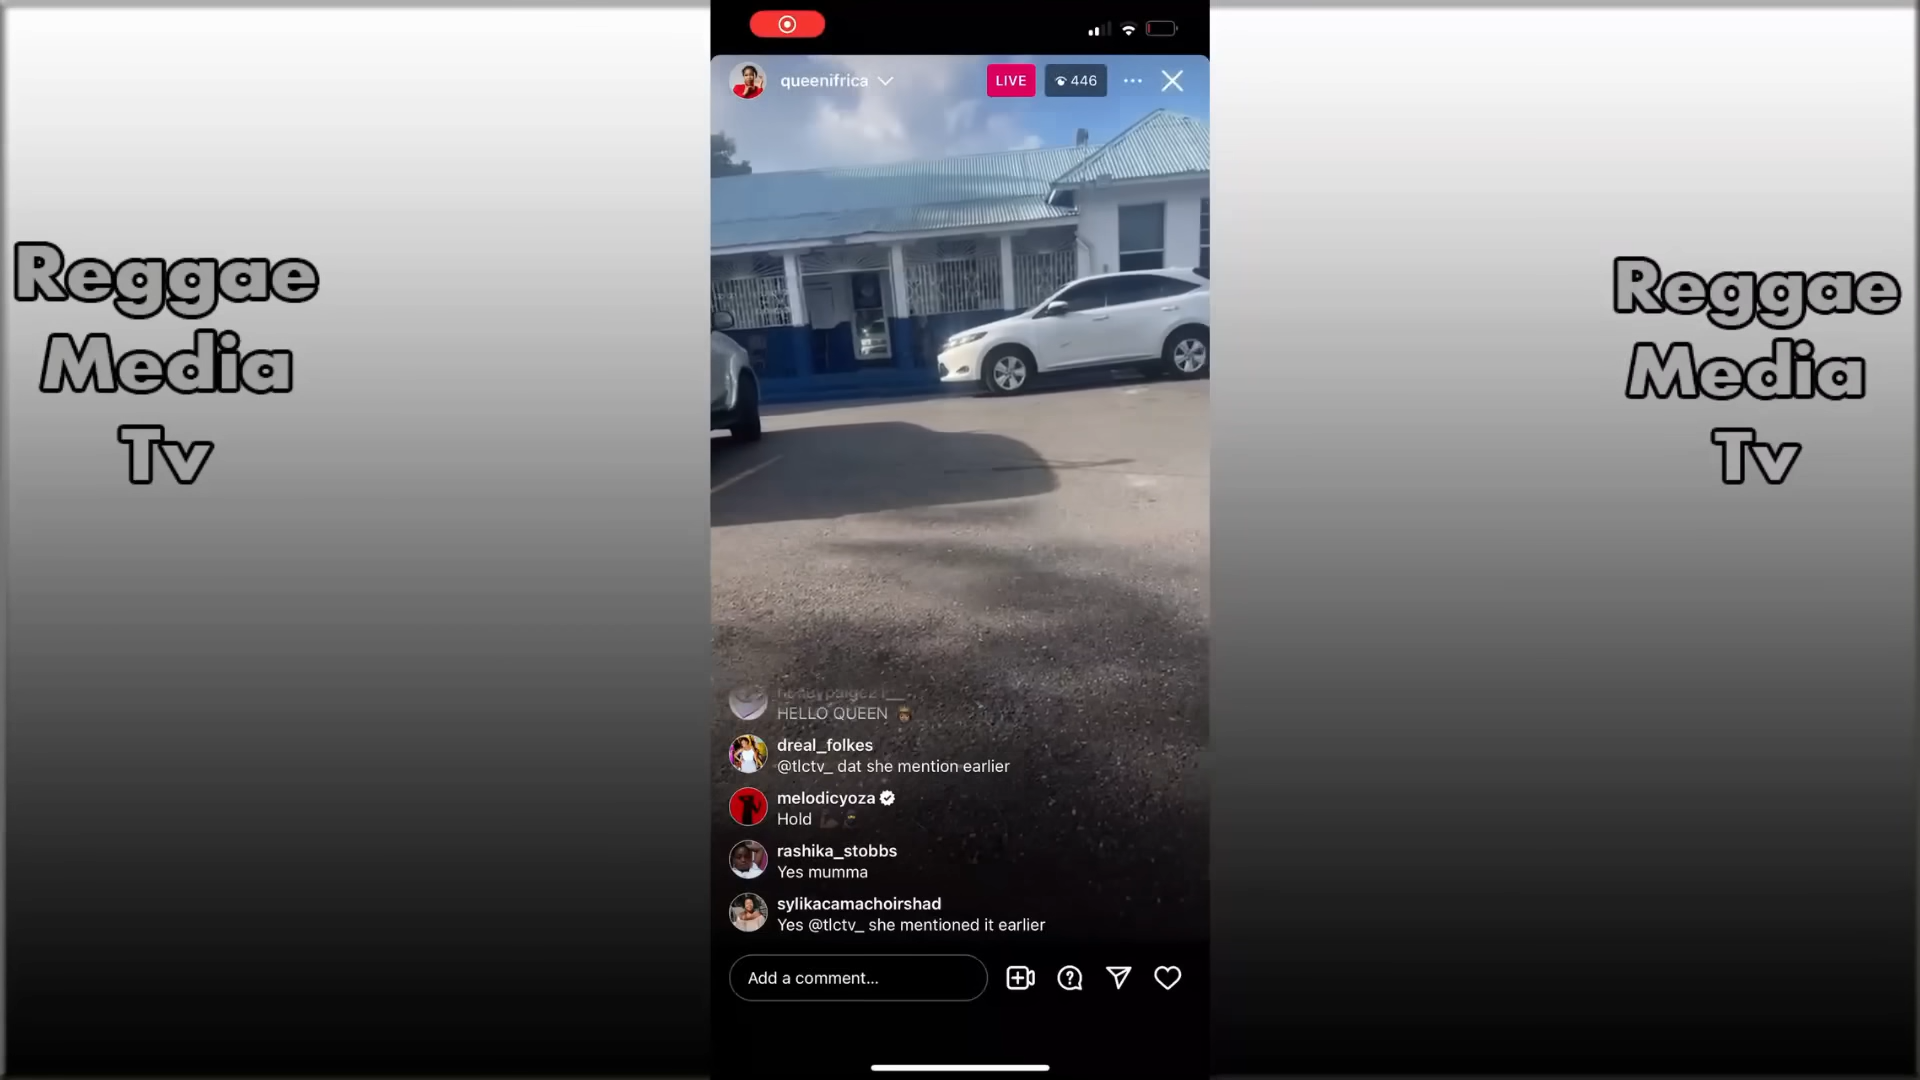 queenifrica
LIVE
446
Reggae
Media
Tv
Reggae
Media
Tv
HELLO QUEEN
dreal_folkes
@tlctv_ dat she mention earlier
melodicyoza
Hold
rashika_stobbs
Yes mumma
sylikacamachoirshad
Yes @tlctv_ she mentioned it earlier
Add a comment...